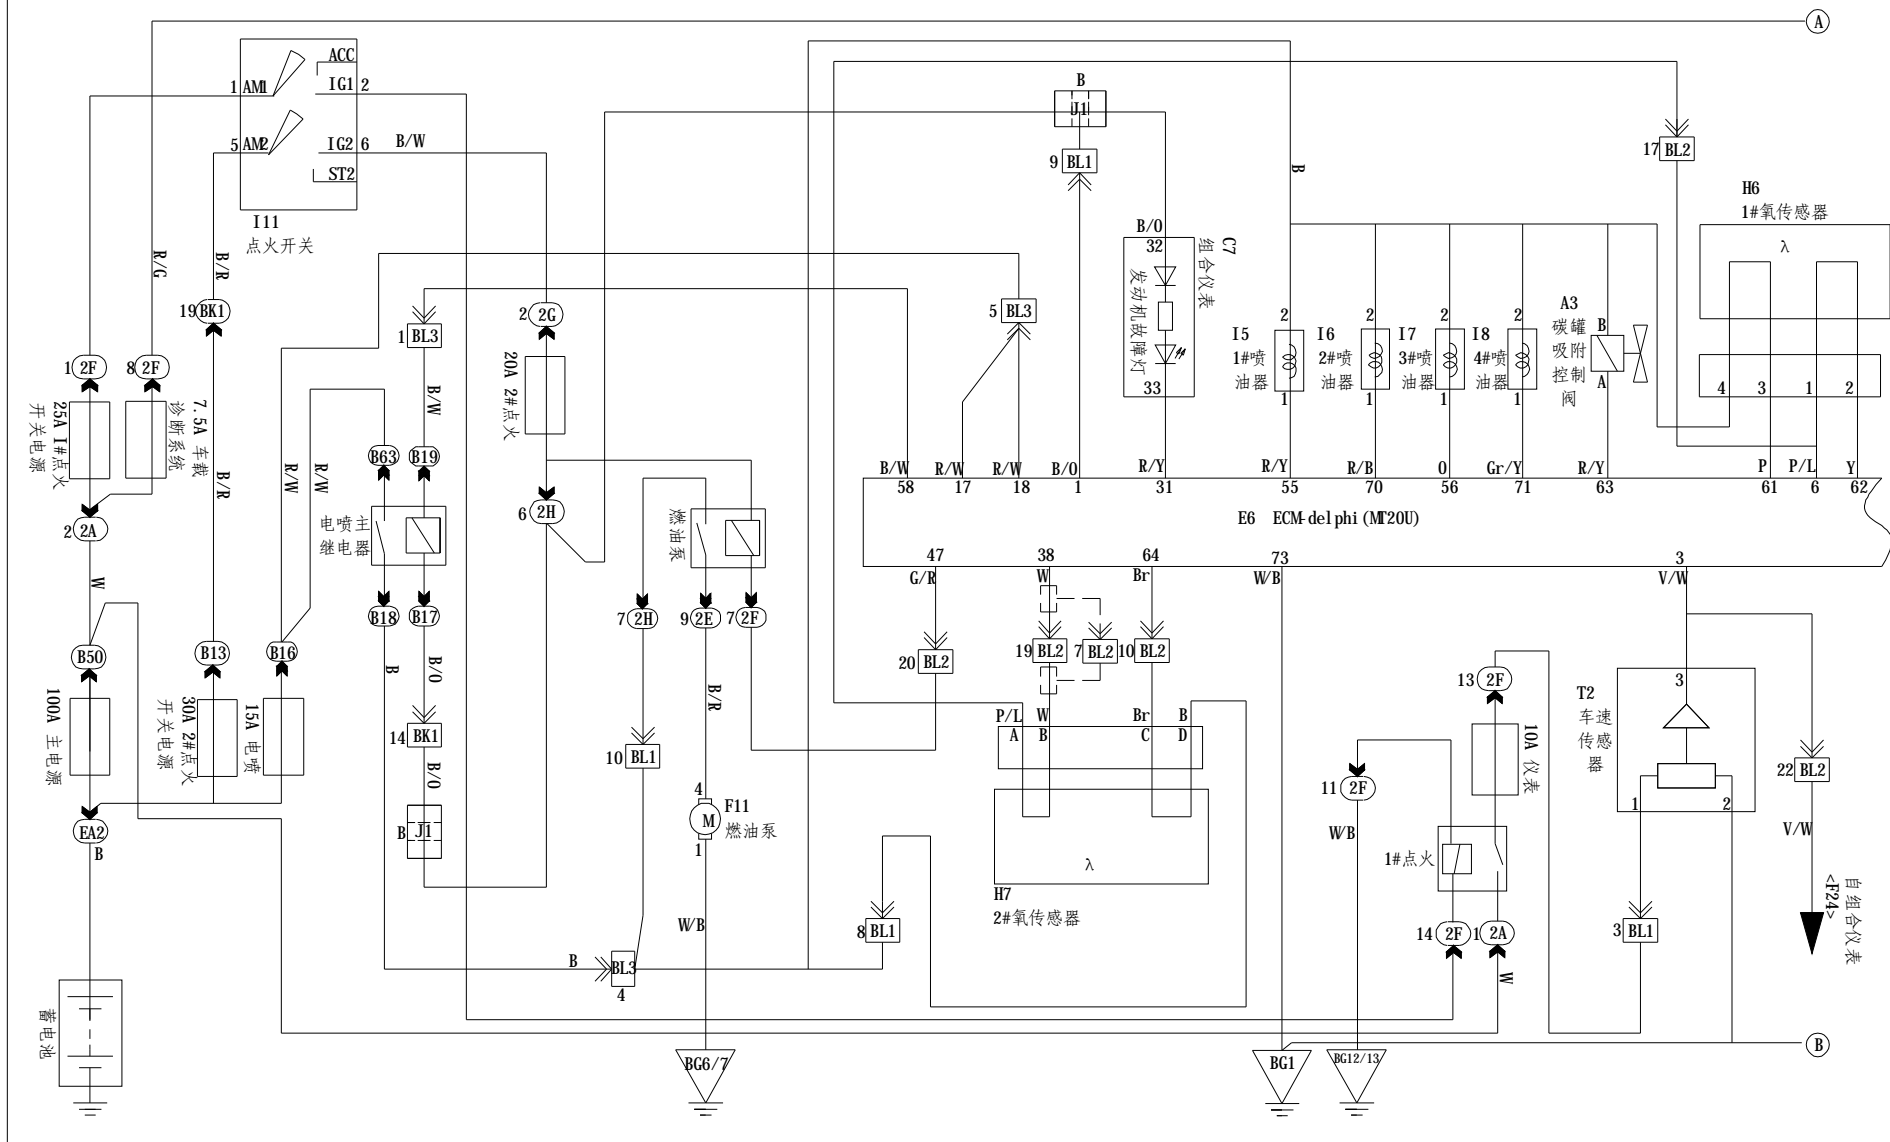 A
ACC
1 AM1
IG1 2
5 AM2
IG2 6
B/W
ST2
I11
点火开关
B
J1
9 BL1
B
17 BL2
H6
1#氧传感器
λ
4 3 1 2
R/G
B/R
19 BK1
1 2F
8 2F
25A I#点火
开关电源
诊断系统
7.5A 车载
B/R
2 2A
W
B50
B13
B16
R/W
R/W
100A 主电源
30A 2#点火
开关电源
15A 电喷
EA2
B
蓄电池
1 BL3
B/W
B63
B19
电喷主
继电器
B18
B17
B
B/O
14 BK1
B/O
B J1
2 2G
20A 2#点火
6 2H
燃油泵
7 2H
9 2E
7 2F
B/R
10 BL1
4
M
F11
燃油泵
1
W/B
B
BL3
4
BG6/7
5 BL3
B/O
32
C7
组合仪表
发动机故障灯
33
I5
1#喷
油器
2
1
I6
2#喷
油器
2
1
I7
3#喷
油器
2
1
I8
4#喷
油器
2
1
A3
碳罐
吸附
控制
阀
B
A
B/W R/W R/W B/O R/Y R/Y R/B O Gr/Y R/Y P P/L Y
58 17 18 1 31 55 70 56 71 63 61 6 62
E6 ECM-delphi(MT20U)
47 38 64 73 3
G/R W Br W/B V/W
20 BL2
19 BL2
7 BL2
10 BL2
P/L W Br B
A B C D
λ
H7
2#氧传感器
8 BL1
BG1
13 2F
10A 仪表
11 2F
W/B
1#点火
14 2F
1 2A
W
BG12/13
T2
车速
传感
器
3
1 2
3 BL1
22 BL2
V/W
自组合仪表
<F24>
B